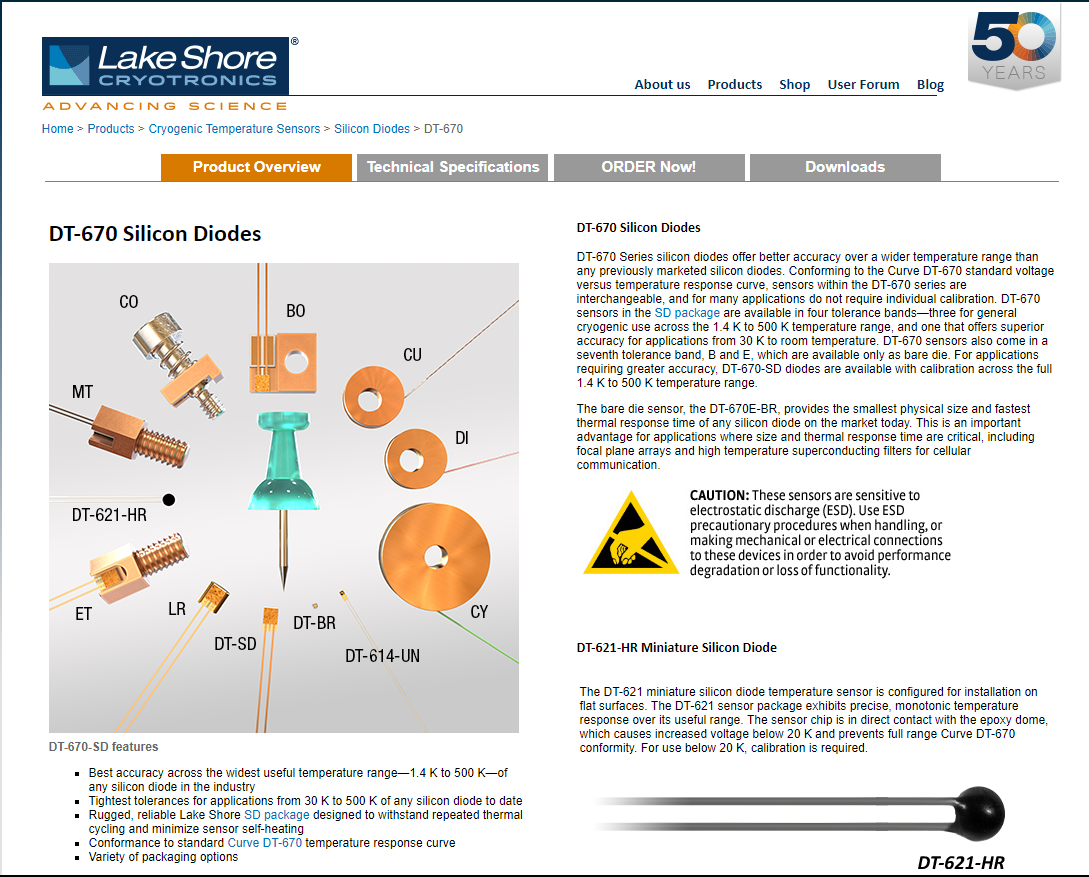 Lake Shore ®
CRYOTRONICS
ADVANCING SCIENCE
50
YEARS
About us Products Shop User Forum Blog
Home > Products > Cryogenic Temperature Sensors > Silicon Diodes > DT-670
Product Overview Technical Specifications ORDER Now! Downloads
DT-670 Silicon Diodes
CO
BO
CU
MT
DI
DT-621-HR
ET
LR
DT-SD
DT-BR
DT-614-UN
CY
DT-670-SD features
▪ Best accuracy across the widest useful temperature range—1.4 K to 500 K—of
any silicon diode in the industry
▪ Tightest tolerances for applications from 30 K to 500 K of any silicon diode to date
▪ Rugged, reliable Lake Shore SD package designed to withstand repeated thermal
cycling and minimize sensor self-heating
▪ Conformance to standard Curve DT-670 temperature response curve
▪ Variety of packaging options
DT-670 Silicon Diodes
DT-670 Series silicon diodes offer better accuracy over a wider temperature range than
any previously marketed silicon diodes. Conforming to the Curve DT-670 standard voltage
versus temperature response curve, sensors within the DT-670 series are
interchangeable, and for many applications do not require individual calibration. DT-670
sensors in the SD package are available in four tolerance bands—three for general
cryogenic use across the 1.4 K to 500 K temperature range, and one that offers superior
accuracy for applications from 30 K to room temperature. DT-670 sensors also come in a
seventh tolerance band, B and E, which are available only as bare die. For applications
requiring greater accuracy, DT-670-SD diodes are available with calibration across the full
1.4 K to 500 K temperature range.
The bare die sensor, the DT-670E-BR, provides the smallest physical size and fastest
thermal response time of any silicon diode on the market today. This is an important
advantage for applications where size and thermal response time are critical, including
focal plane arrays and high temperature superconducting filters for cellular
communication.
CAUTION: These sensors are sensitive to
electrostatic discharge (ESD). Use ESD
precautionary procedures when handling, or
making mechanical or electrical connections
to these devices in order to avoid performance
degradation or loss of functionality.
DT-621-HR Miniature Silicon Diode
The DT-621 miniature silicon diode temperature sensor is configured for installation on
flat surfaces. The DT-621 sensor package exhibits precise, monotonic temperature
response over its useful range. The sensor chip is in direct contact with the epoxy dome,
which causes increased voltage below 20 K and prevents full range Curve DT-670
conformity. For use below 20 K, calibration is required.
DT-621-HR